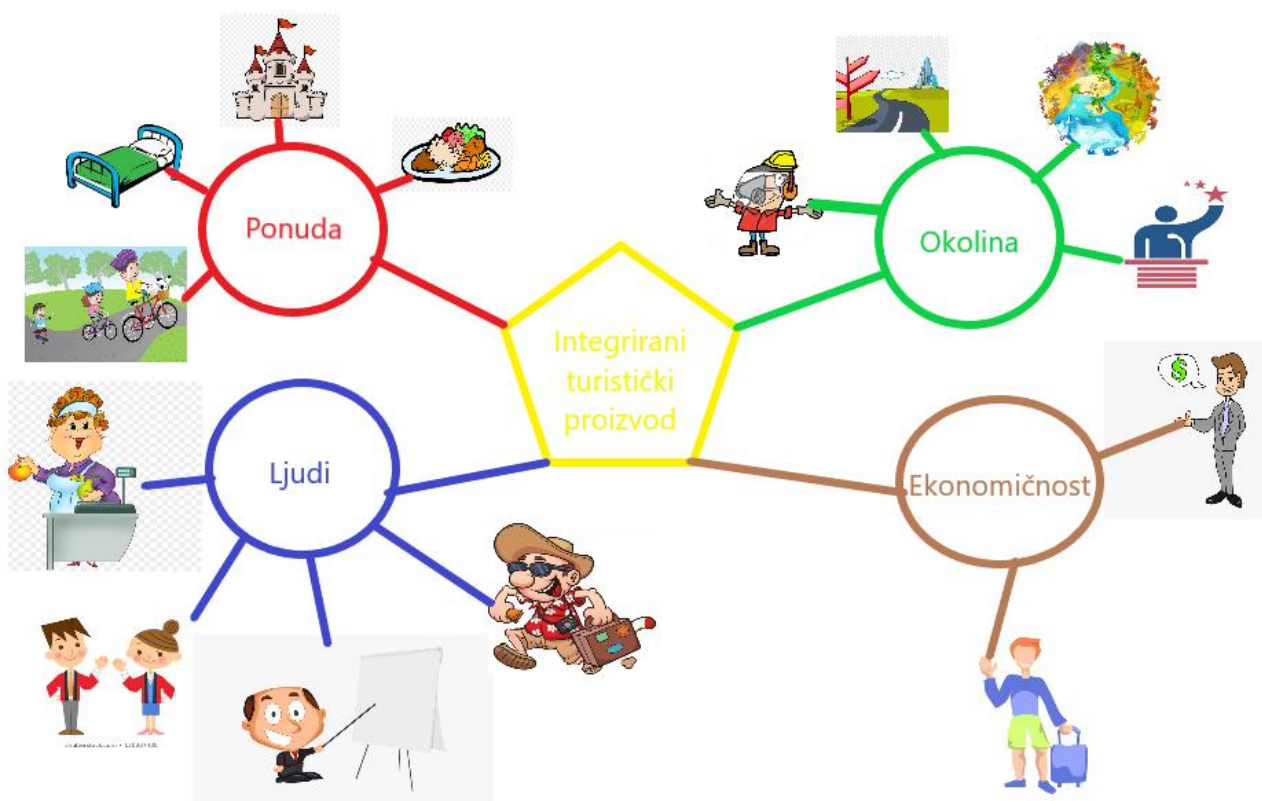 Ponuda
Okolina
Integrirani
turistički
proizvod
Ljudi
Ekonomičnost
$